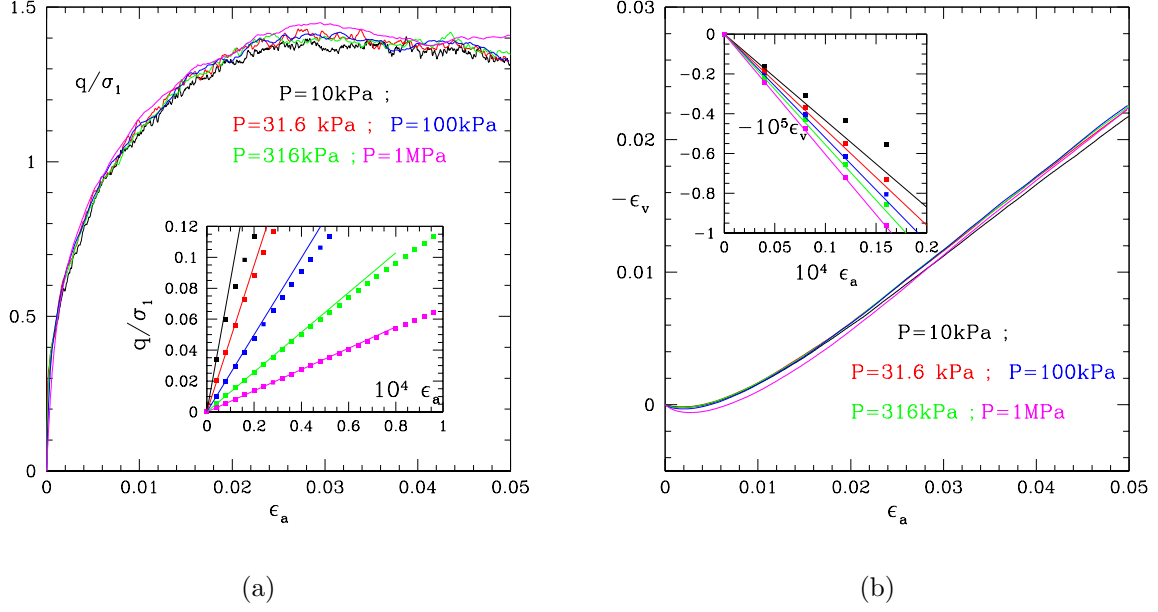 1.5
1
0.5
0
q/σ₁
P=10kPa ;
P=31.6 kPa ; P=100kPa
P=316kPa ; P=1MPa
0.12
0.1
0.08
0.06
0.04
0.02
0
q/σ₁
10⁴ ϵₐ
0 0.2 0.4 0.6 0.8 1
0 0.01 0.02 0.03 0.04 0.05
ϵₐ
(a)
0.03
0.02
0.01
0
−ϵᵥ
0
−0.2
−0.4
−0.6
−0.8
−1
−10⁵ϵᵥ
0 0.05 0.1 0.15 0.2
10⁴ ϵₐ
P=10kPa ;
P=31.6 kPa ; P=100kPa
P=316kPa ; P=1MPa
0 0.01 0.02 0.03 0.04 0.05
ϵₐ
(b)